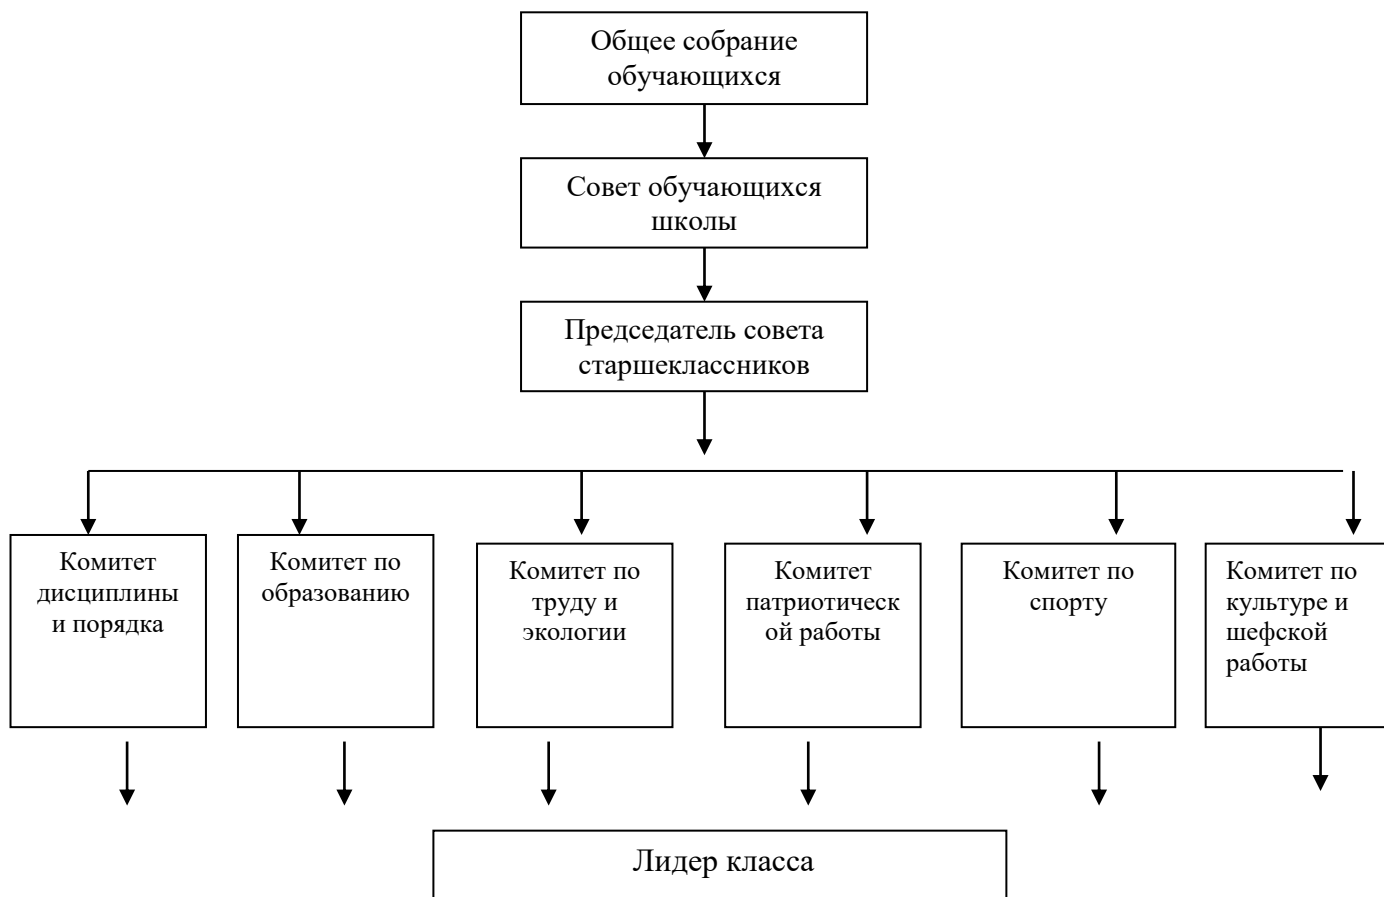 Общее собрание
обучающихся
Совет обучающихся
школы
Председатель совета
старшеклассников
Комитет
дисциплины
и порядка
Комитет по
образованию
Комитет по
труду и
экологии
Комитет
патриотическ
ой работы
Комитет по
спорту
Комитет по
культуре и
шефской
работы
Лидер класса